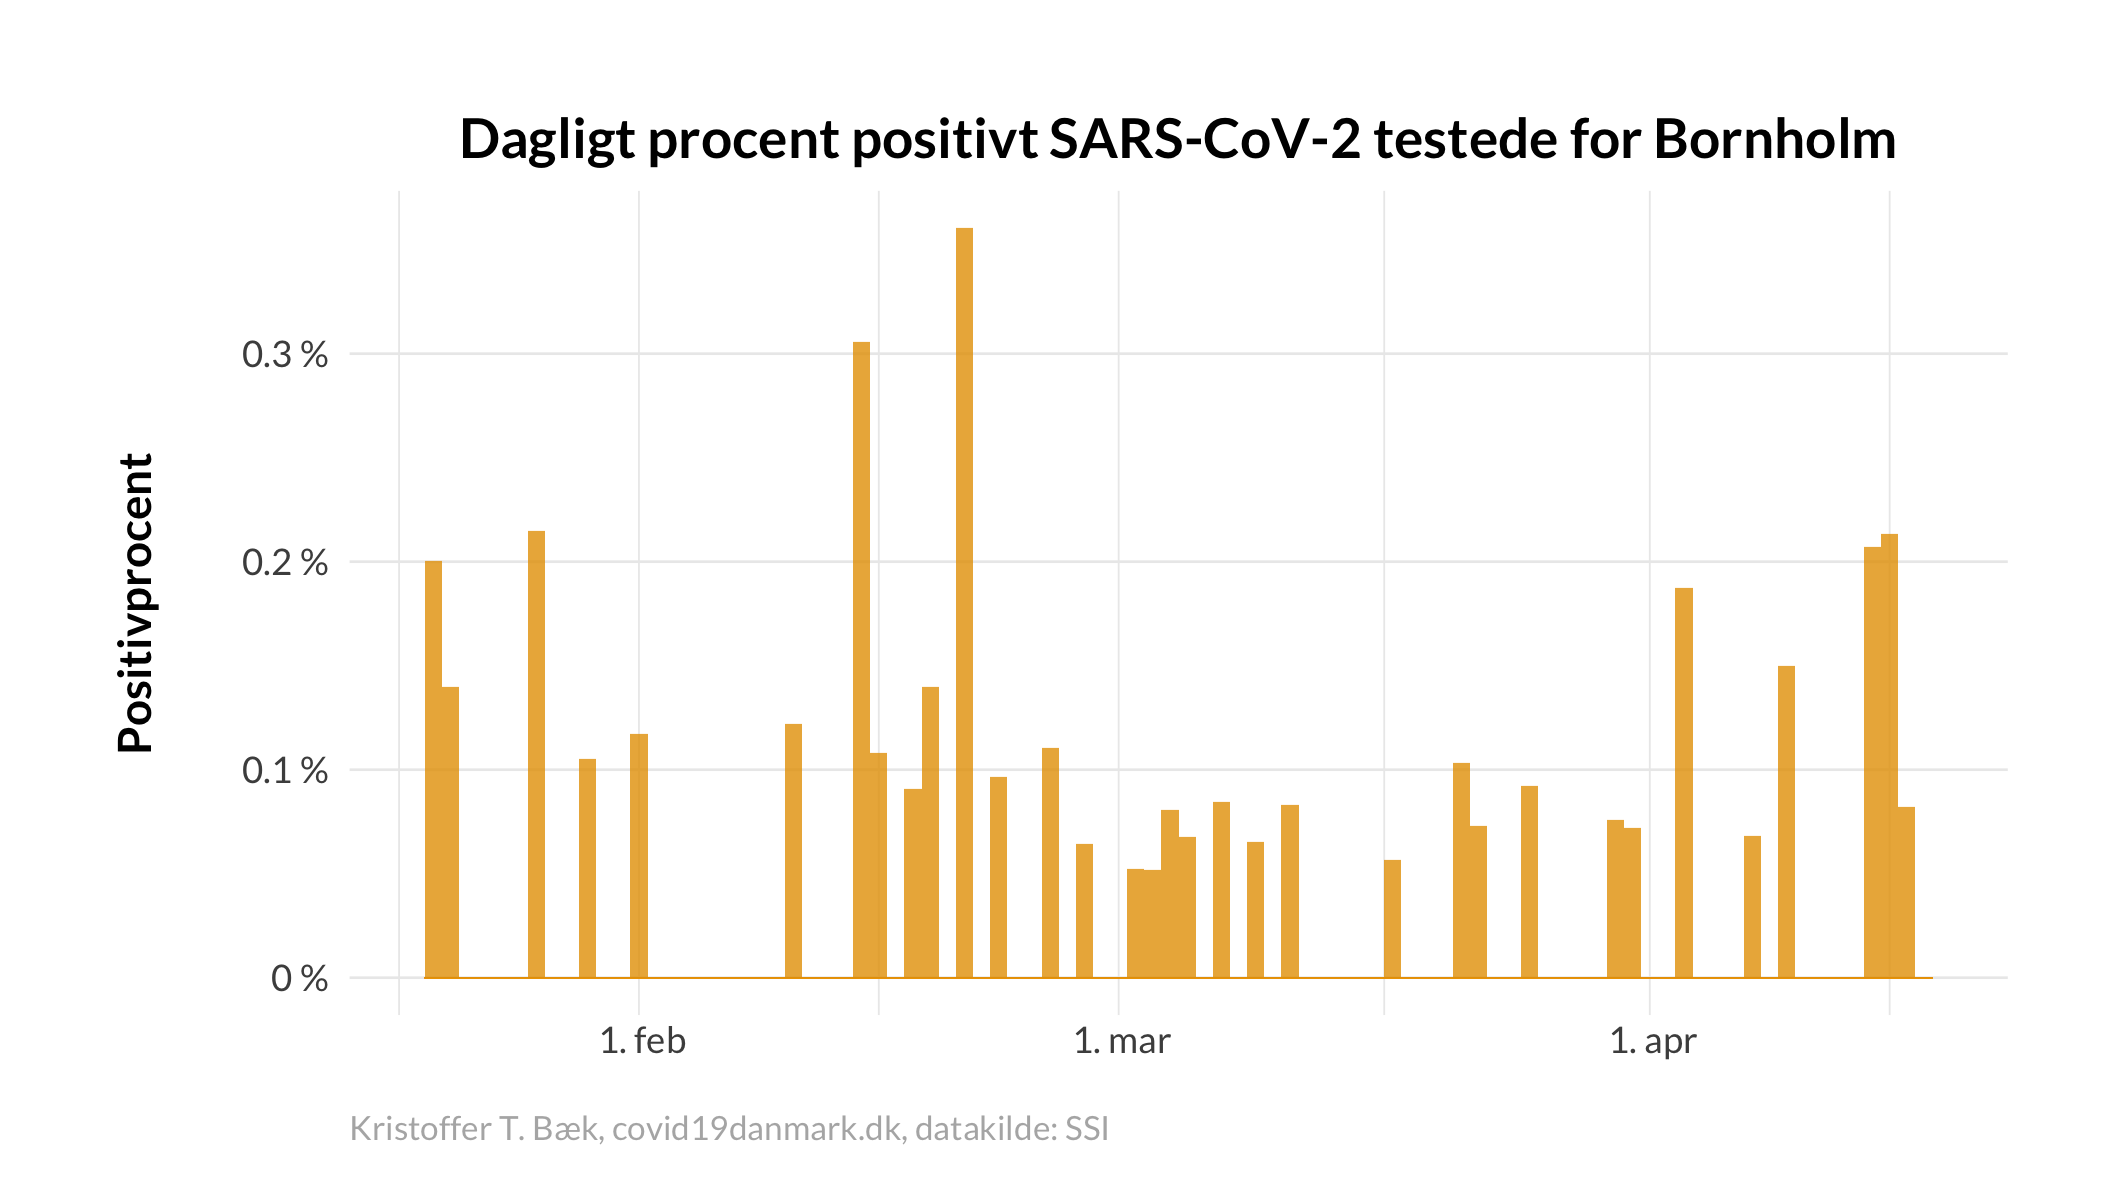 Dagligt procent positivt SARS-CoV-2 testede for Bornholm
Positivprocent
0.3 %
0.2 %
0.1 %
0 %
1. feb
1. mar
1. apr
Kristoffer T. Bæk, covid19danmark.dk, datakilde: SSI